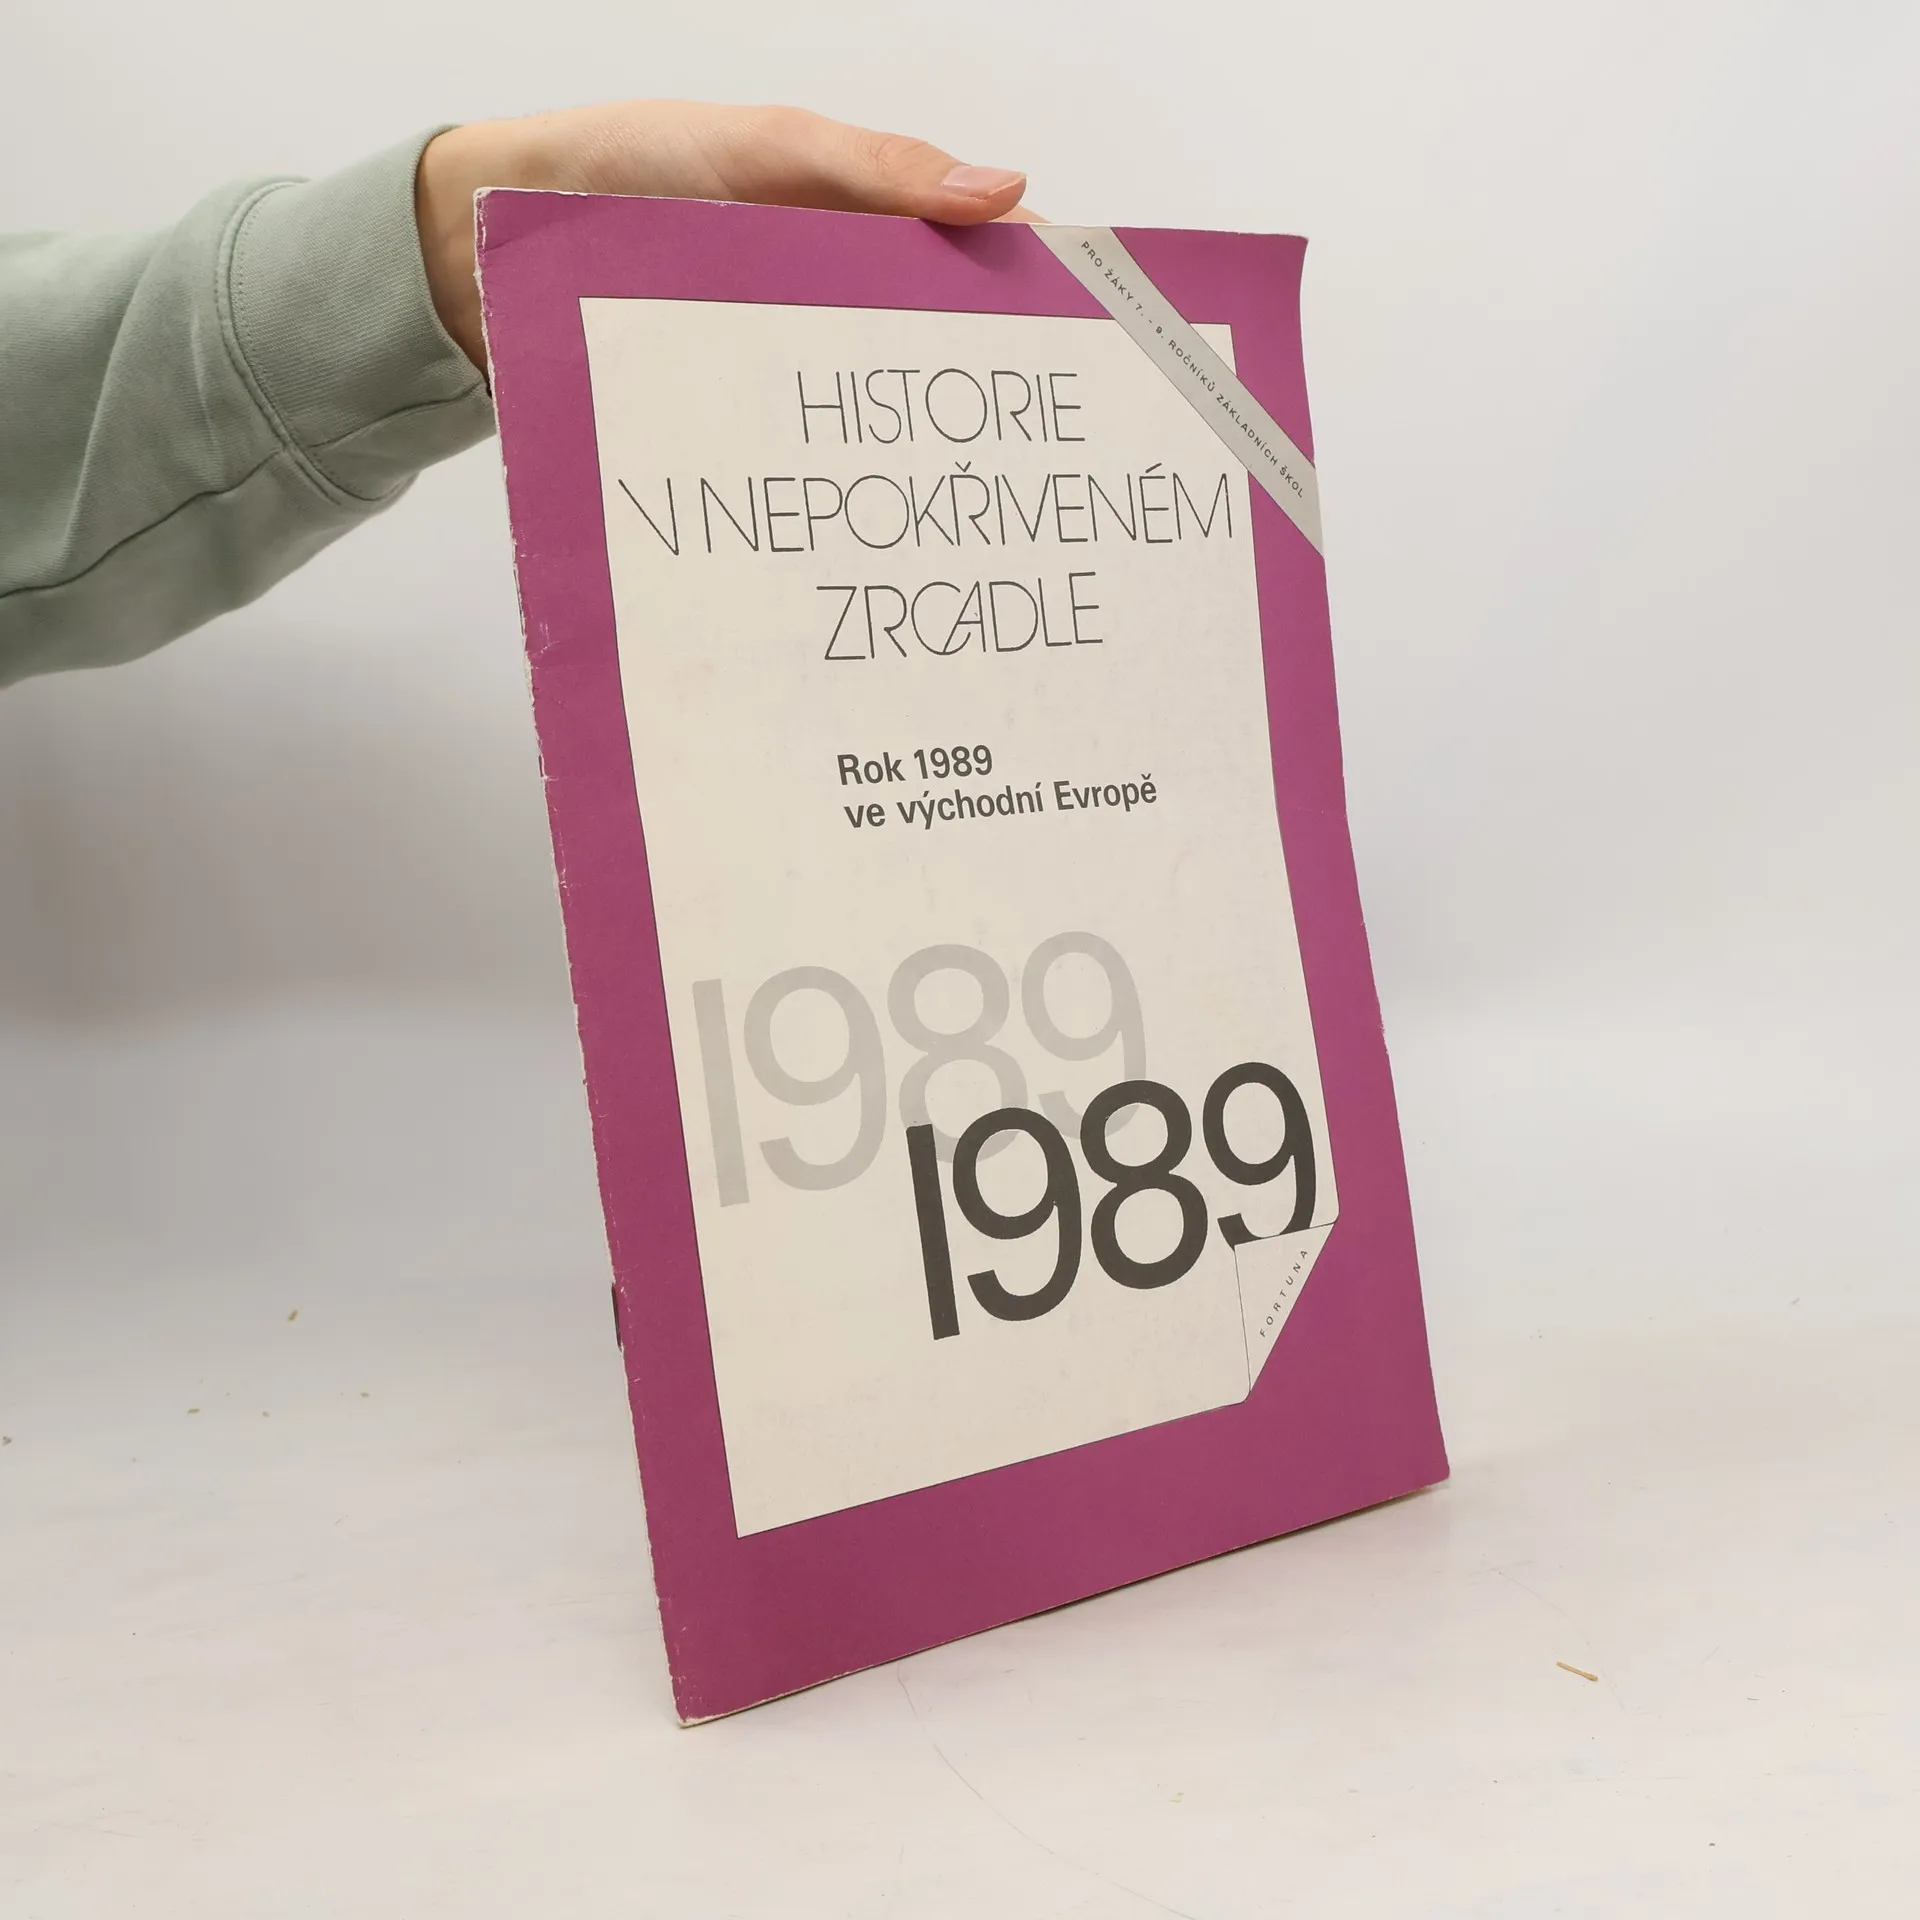 PRO ŽÁKY 7. - 9. ROČNÍKŮ ZÁKLADNÍCH ŠKOL
HISTORIE
V NEPOKŘIVENÉM
ZRCADLE
Rok 1989
ve východní Evropě
1989
1989
FORTUNA